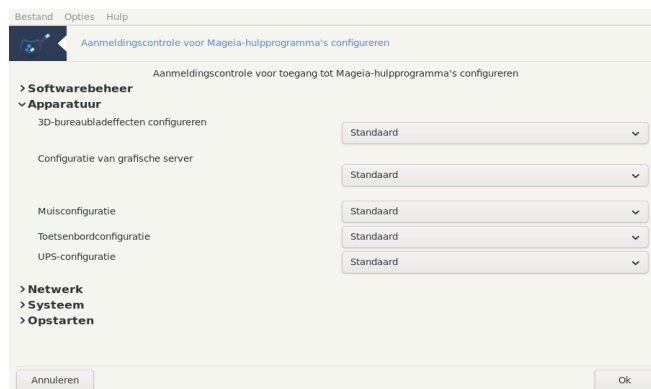 Bestand Opties Hulp
Aanmeldingscontrole voor Mageia-hulpprogramma's configureren
Aanmeldingscontrole voor toegang tot Mageia-hulpprogramma's configureren
Softwarebeheer
Apparatuur
3D-bureaubladeffecten configureren
Standaard
Configuratie van grafische server
Standaard
Muisconfiguratie Standaard
Toetsenbordconfiguratie Standaard
UPS-configuratie Standaard
Netwerk
Systeem
Opstarten
Annuleren Ok